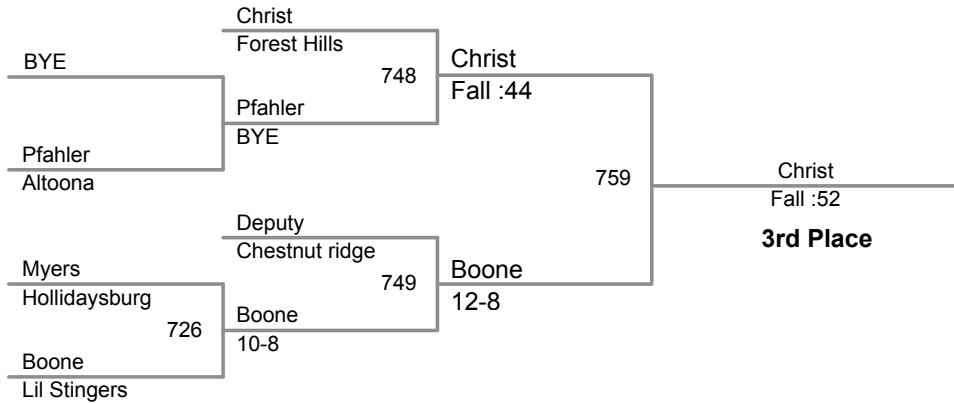 Christ
Forest Hills
BYE
748
Christ
Fall :44
Pfahler
BYE
Pfahler
Altoona
759
Christ
Fall :52
3rd Place
Deputy
Chestnut ridge
Myers
Hollidaysburg
749
Boone
12-8
726
Boone
10-8
Boone
Lil Stingers